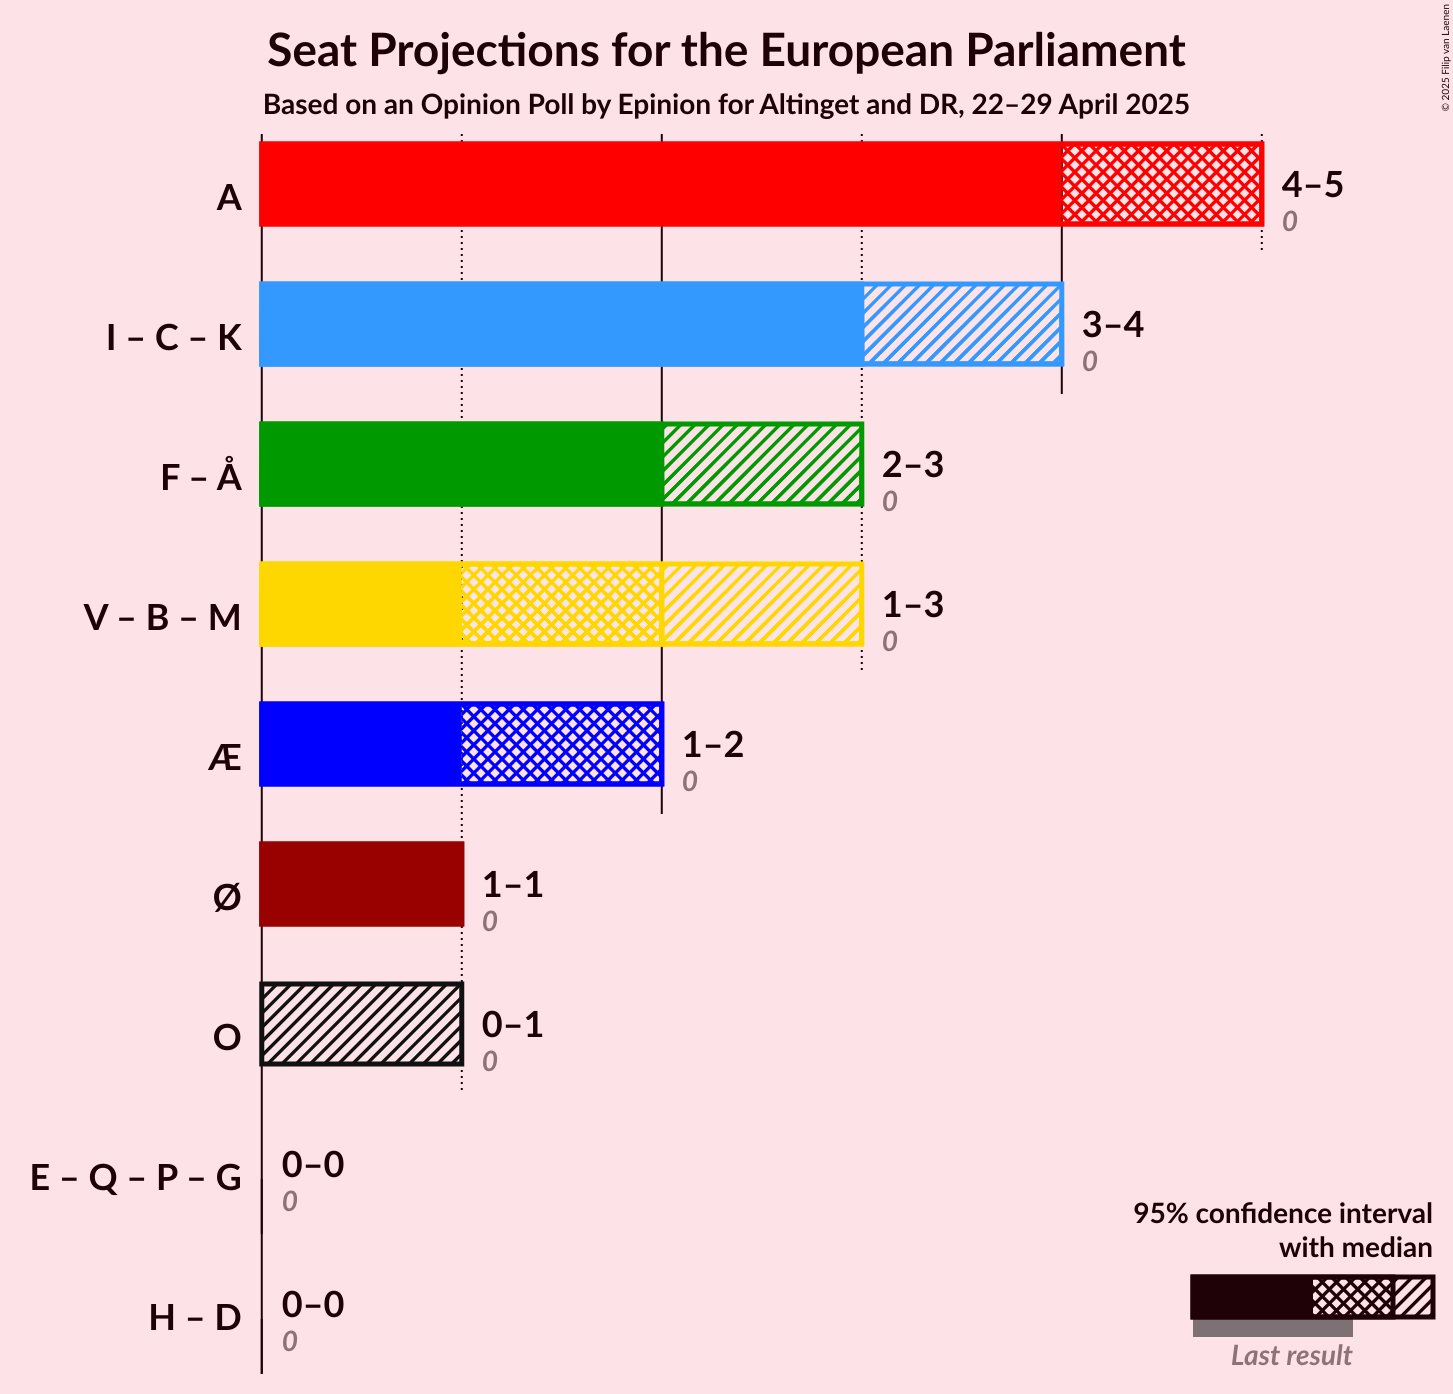 Seat Projections for the European Parliament
Based on an Opinion Poll by Epinion for Altinget and DR, 22–29 April 2025
© 2025 Filip van Laenen
A
4–5
0
I – C – K
3–4
0
F – Å
2–3
0
V – B – M
1–3
0
Æ
1–2
0
Ø
1–1
0
O
0–1
0
E – Q – P – G
0–0
0
H – D
0–0
0
95% confidence interval
with median
Last result